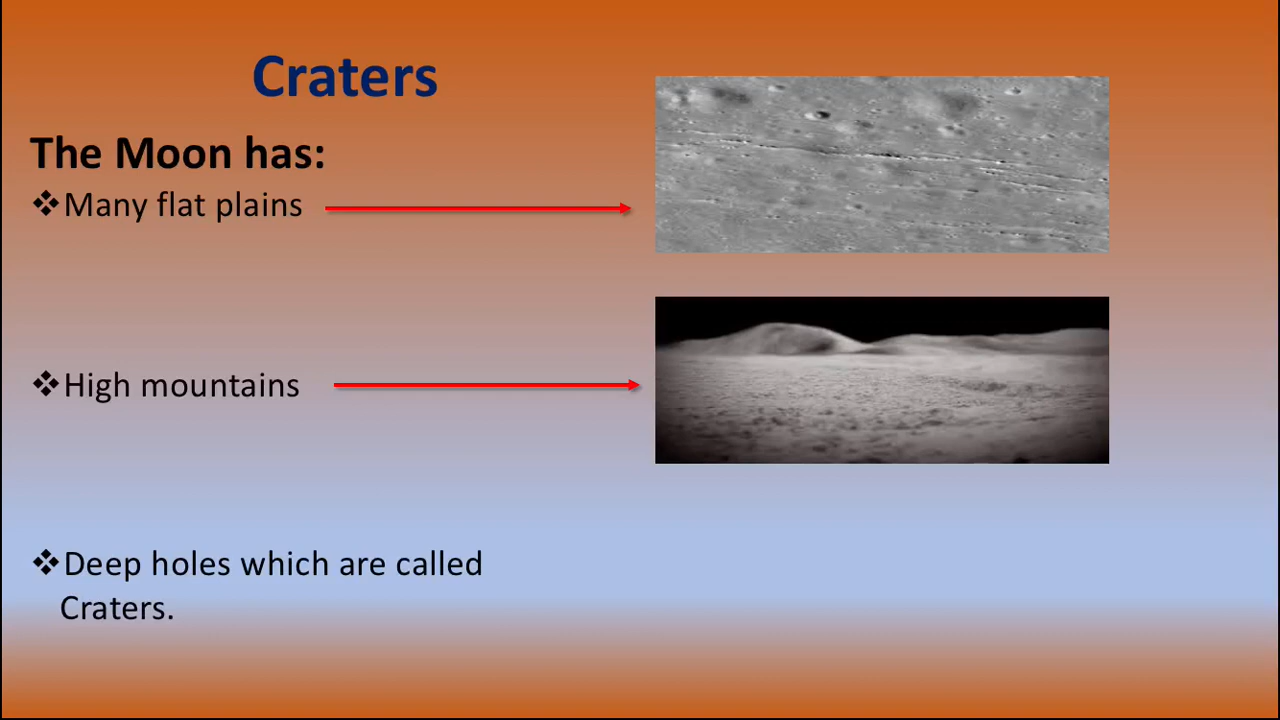 Craters
The Moon has:
❖Many flat plains
❖High mountains
❖Deep holes which are called
Craters.